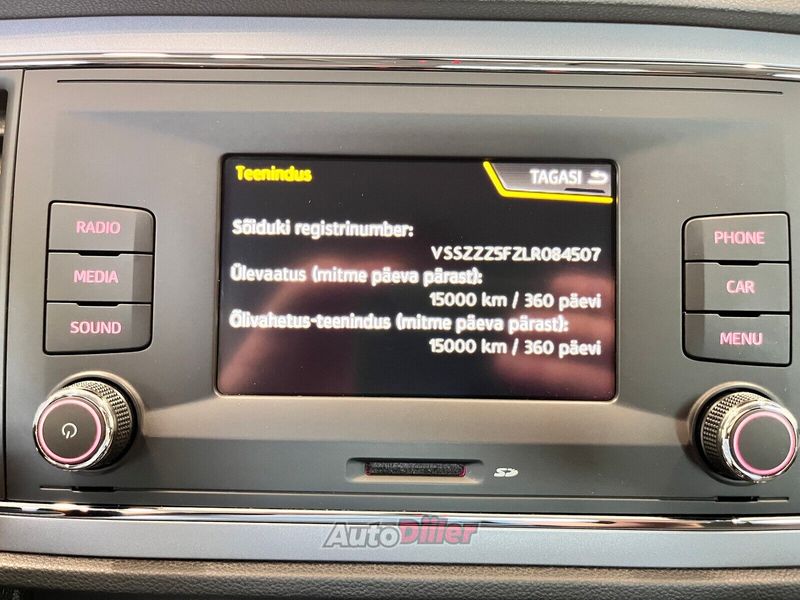 Teenindus
TAGASI
Sõiduki registrinumber:
VSSZZZ5FZLR084507
Ülevaatus (mitme päeva pärast):
15000 km / 360 päevi
Õlivahetus-teenindus (mitme päeva pärast):
15000 km / 360 päevi
RADIO
MEDIA
SOUND
PHONE
CAR
MENU
SD
AutoDiiler